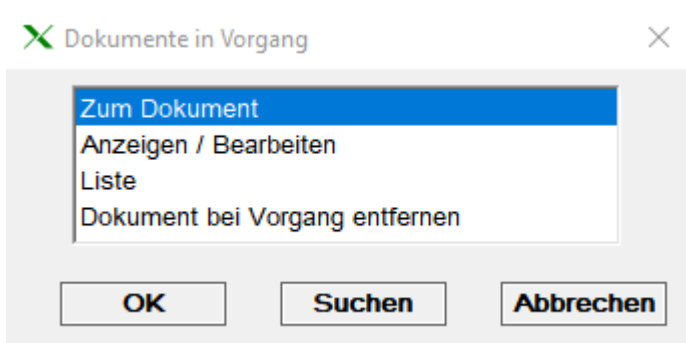 Dokumente in Vorgang
Zum Dokument
Anzeigen / Bearbeiten
Liste
Dokument bei Vorgang entfernen
OK Suchen Abbrechen